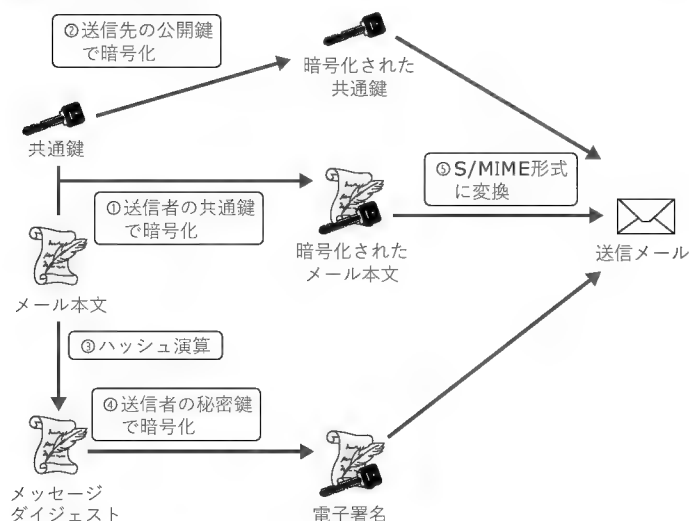 ②送信先の公開鍵
で暗号化
暗号化された
共通鍵
共通鍵
⑤S/MIME形式
に変換
①送信者の共通鍵
で暗号化
暗号化された
メール本文
送信メール
メール本文
③ハッシュ演算
④送信者の秘密鍵
で暗号化
メッセージ
ダイジェスト
電子署名